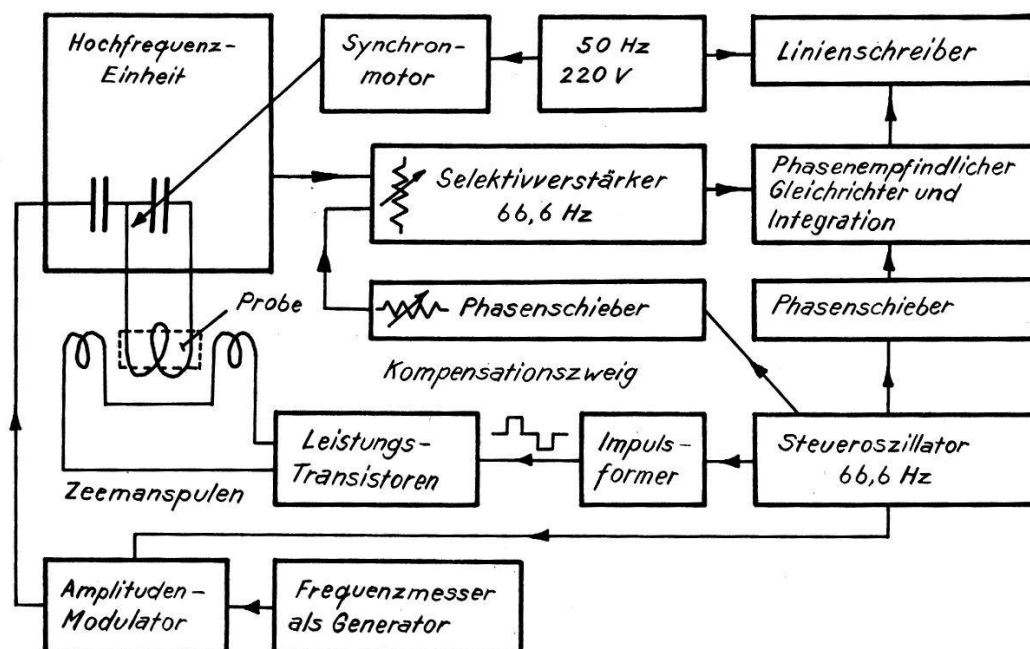 Hochfrequenz-
Einheit
Synchron-
motor
50 Hz
220 V
Linienschreiber
Selektivverstärker
66,6 Hz
Phasenempfindlicher
Gleichrichter und
Integration
Probe
Phasenschieber
Phasenschieber
Kompensationszweig
Zeemanspulen
Leistungs-
Transistoren
Impuls-
former
Steueroszillator
66,6 Hz
Amplituden-
Modulator
Frequenzmesser
als Generator